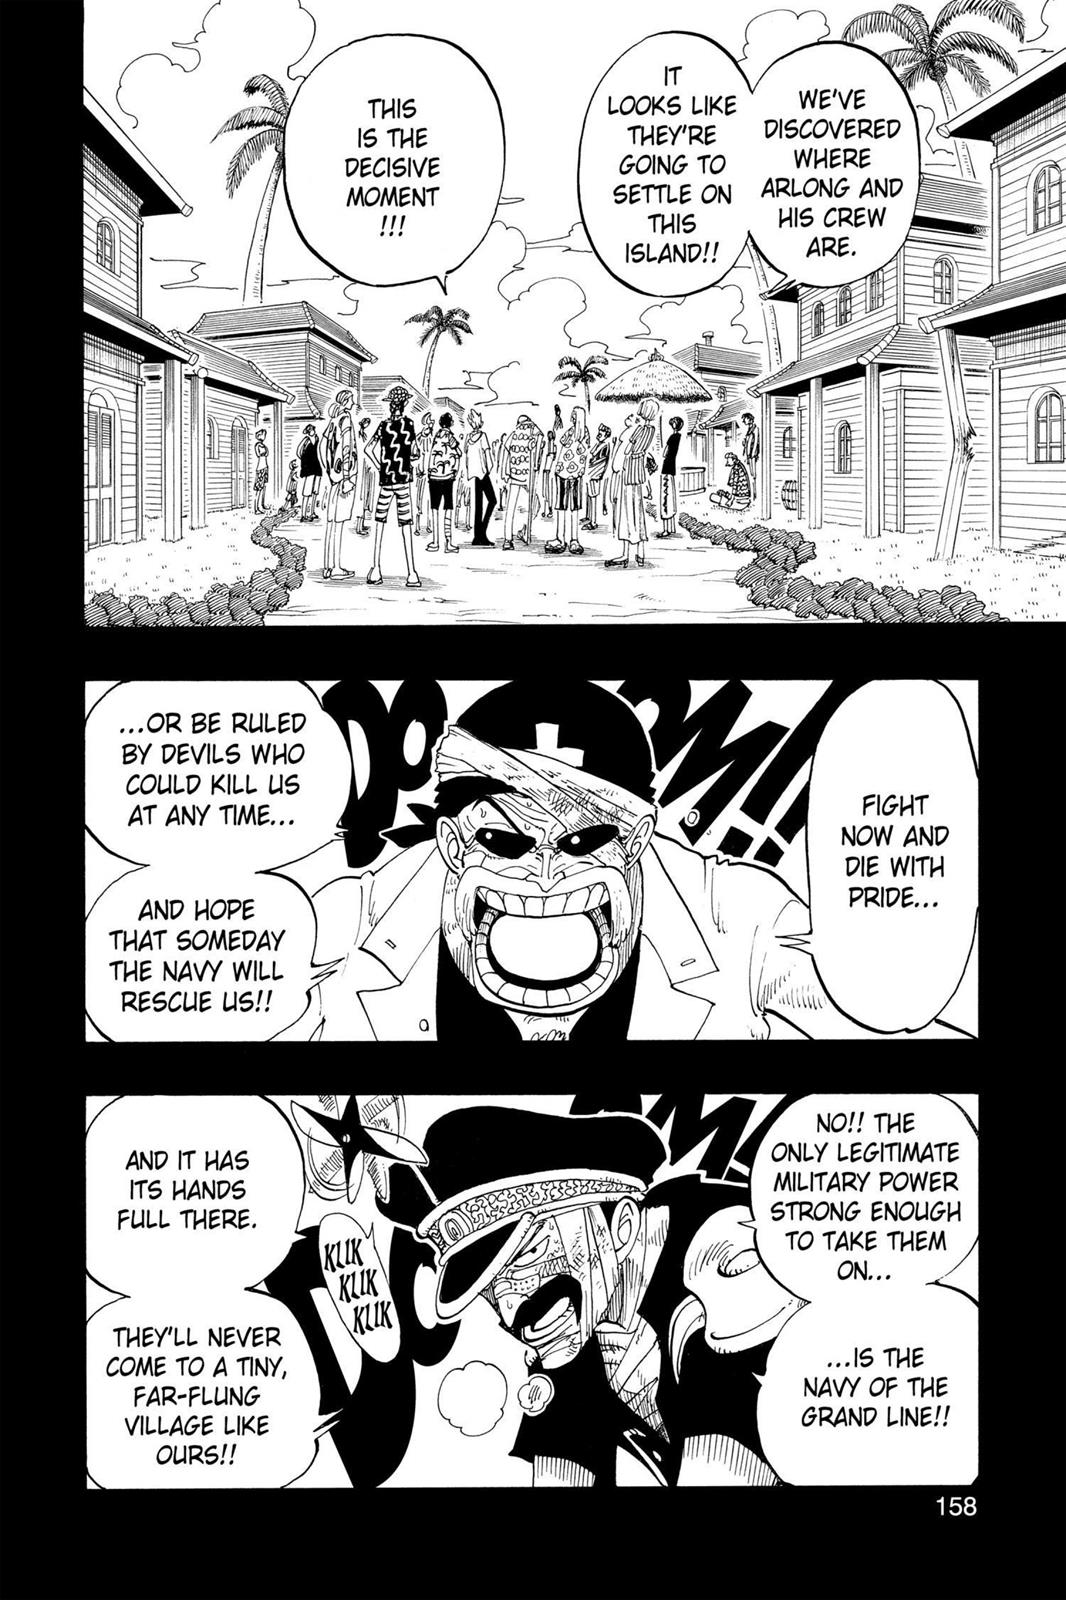 WE'VE
DISCOVERED
WHERE
ARLONG AND
HIS CREW
ARE.
IT
LOOKS LIKE
THEY'RE
GOING TO
SETTLE ON
THIS
ISLAND!!
THIS
IS THE
DECISIVE
MOMENT
!!!
DOOM!!
FIGHT
NOW AND
DIE WITH
PRIDE...
...OR BE RULED
BY DEVILS WHO
COULD KILL US
AT ANY TIME...
AND HOPE
THAT SOMEDAY
THE NAVY WILL
RESCUE US!!
NO!! THE
ONLY LEGITIMATE
MILITARY POWER
STRONG ENOUGH
TO TAKE THEM
ON...
...IS THE
NAVY OF THE
GRAND LINE!!
KLIK
KLIK
KLIK
AND IT HAS
ITS HANDS
FULL THERE.
THEY'LL NEVER
COME TO A TINY,
FAR-FLUNG
VILLAGE LIKE
OURS!!
158